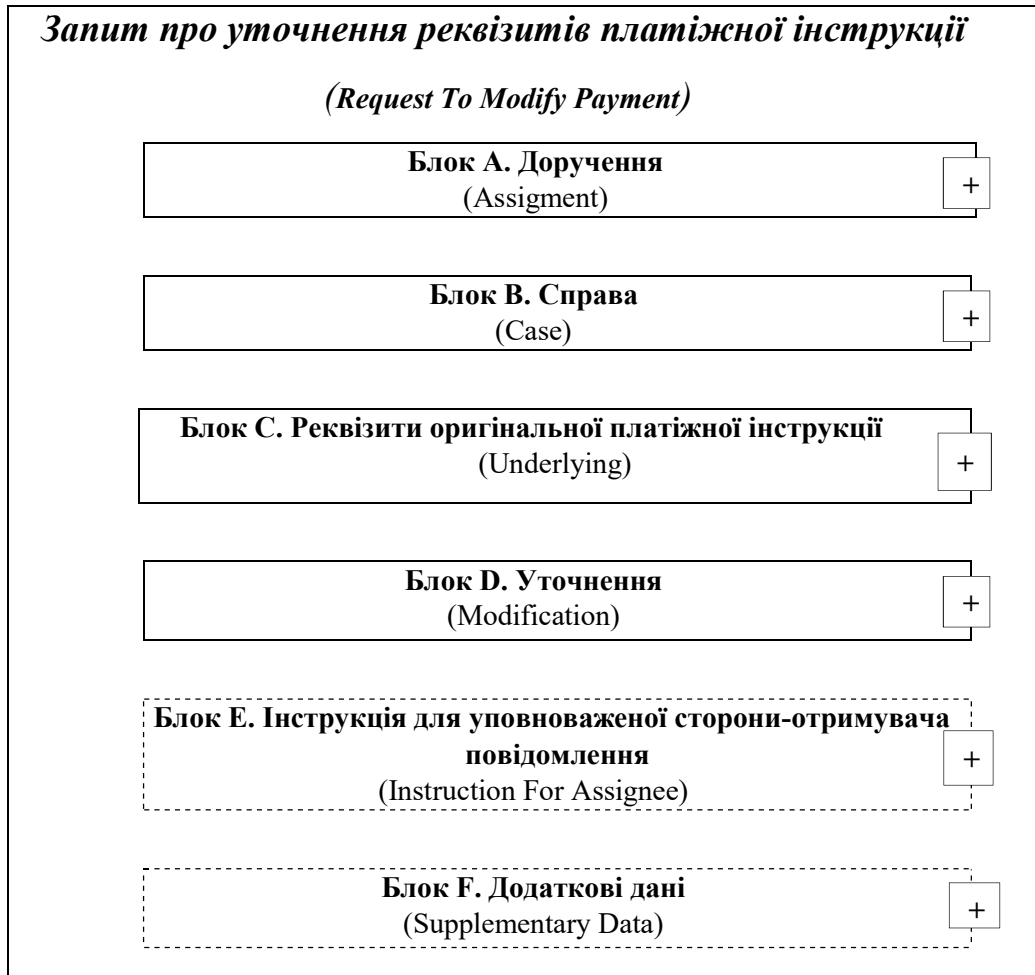 Запит про уточнення реквізитів платіжної інструкції
(Request To Modify Payment)
Блок A. Доручення
(Assigment)
+
Блок B. Справа
(Case)
+
Блок C. Реквізити оригінальної платіжної інструкції
(Underlying)
+
Блок D. Уточнення
(Modification)
+
Блок E. Інструкція для уповноваженої сторони-отримувача
повідомлення
(Instruction For Assignee)
+
Блок F. Додаткові дані
(Supplementary Data)
+